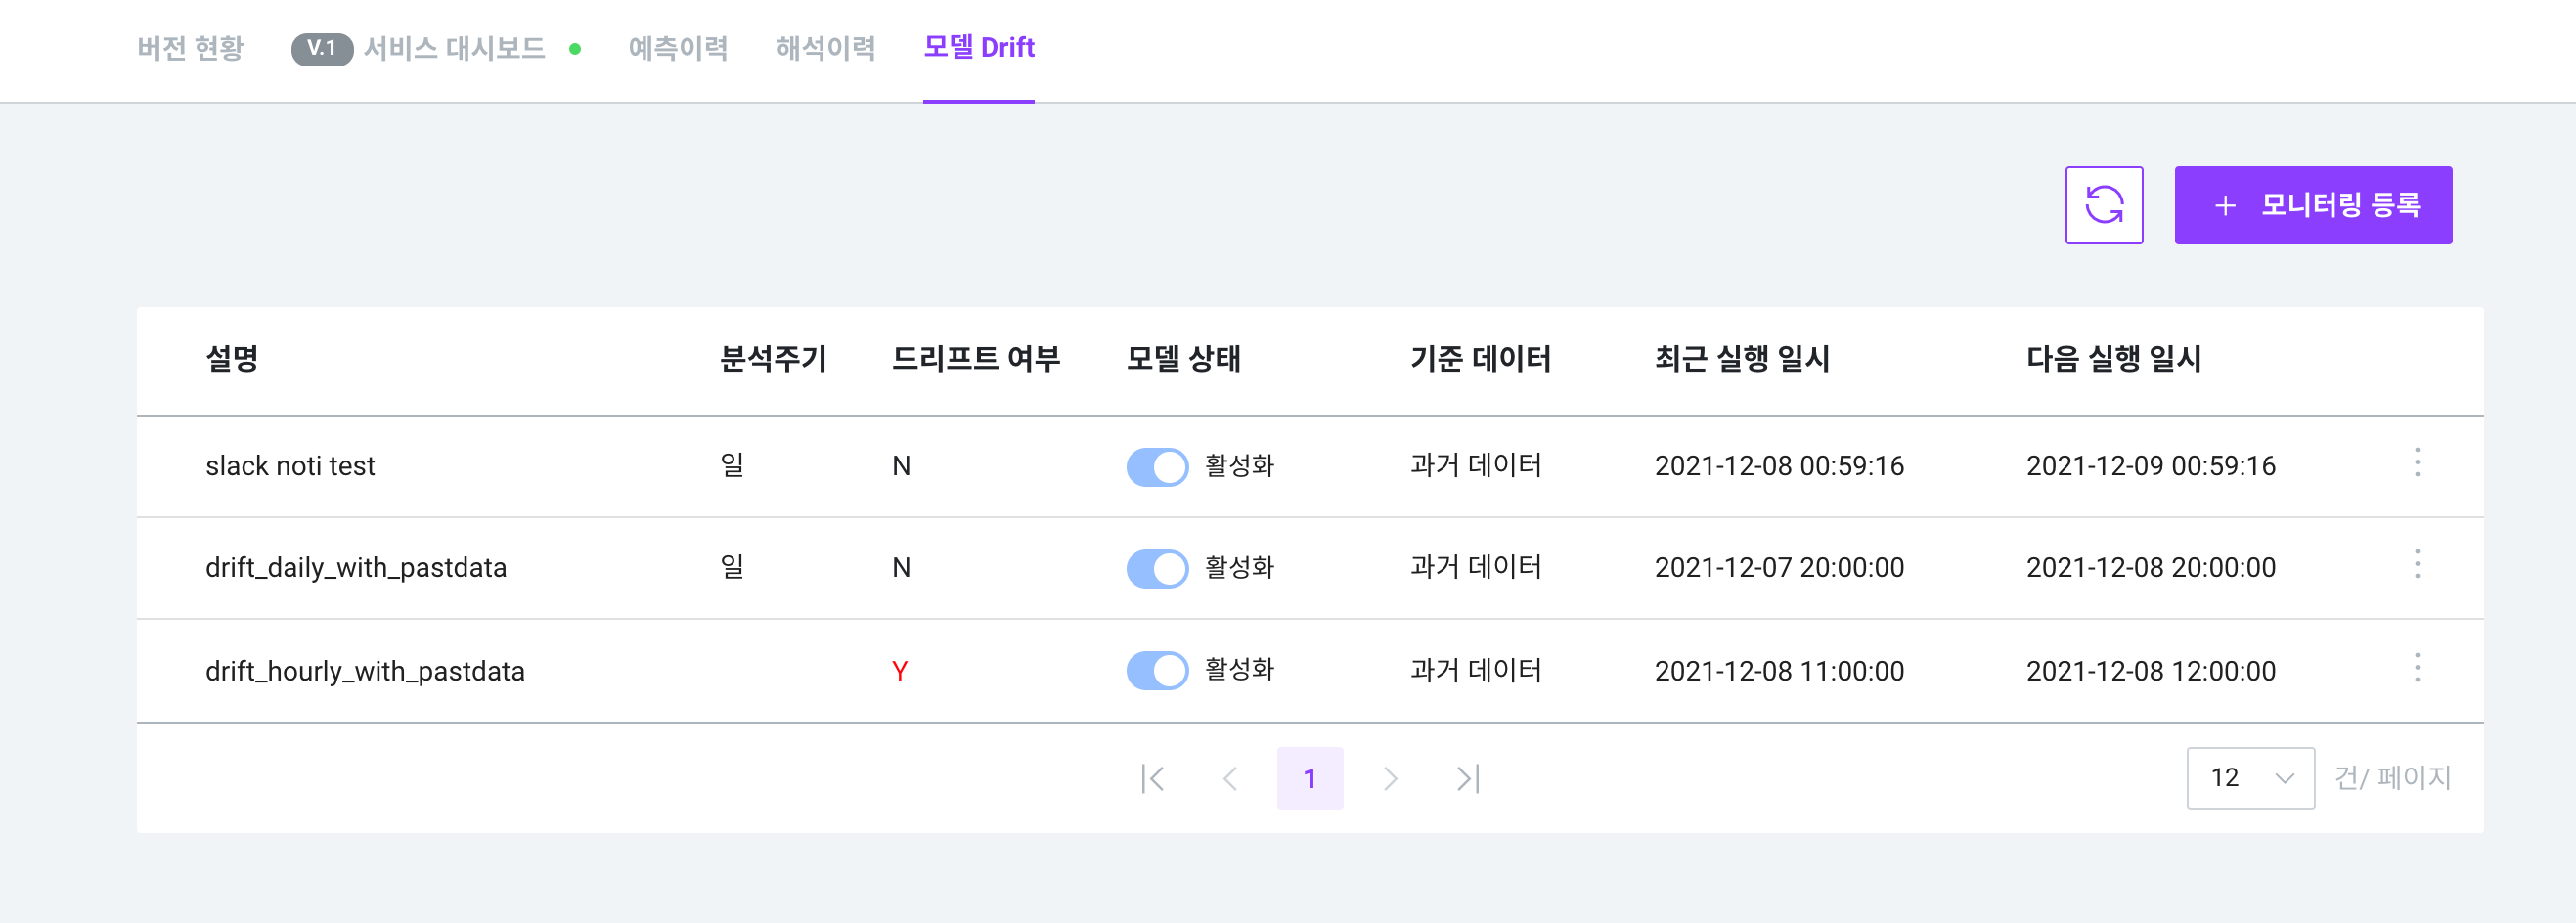 버전 현황 V.1 서비스 대시보드 예측이력 해석이력 모델 Drift
+ 모니터링 등록
설명 분석주기 드리프트 여부 모델 상태 기준 데이터 최근 실행 일시 다음 실행 일시
slack noti test 일 N 활성화 과거 데이터 2021-12-08 00:59:16 2021-12-09 00:59:16
drift_daily_with_pastdata 일 N 활성화 과거 데이터 2021-12-07 20:00:00 2021-12-08 20:00:00
drift_hourly_with_pastdata Y 활성화 과거 데이터 2021-12-08 11:00:00 2021-12-08 12:00:00
1 12 건/ 페이지